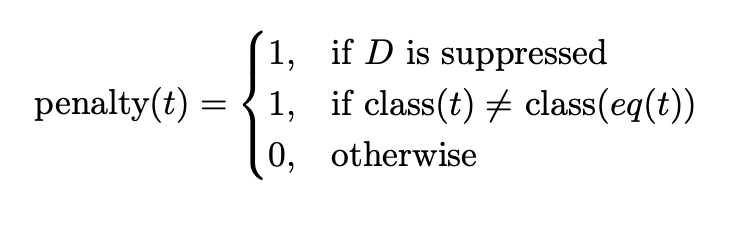 1, if D is suppressed
penalty(t) = { 1, if class(t) ≠ class(eq(t))
0, otherwise